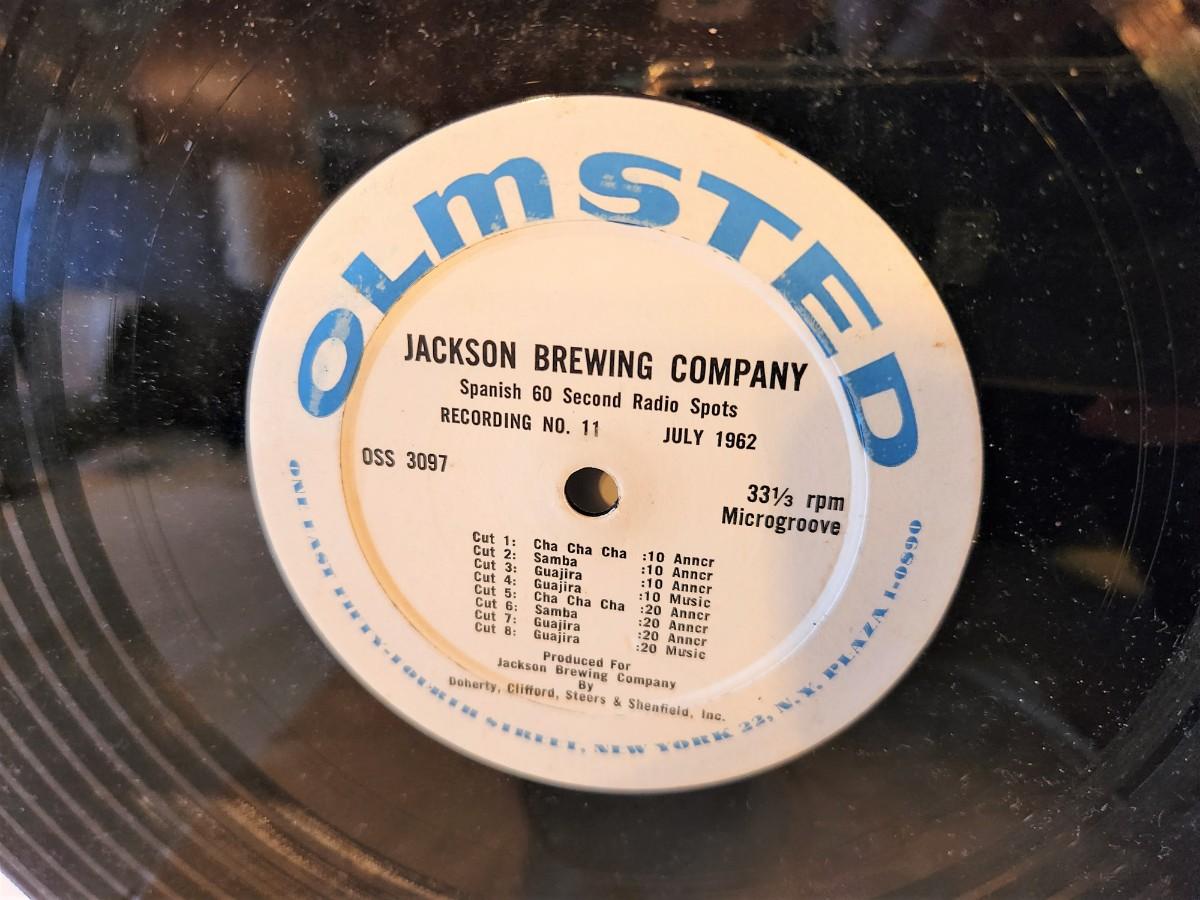 OLMSTED
JACKSON BREWING COMPANY
Spanish 60 Second Radio Spots
RECORDING NO. 11 JULY 1962
OSS 3097
33⅓ rpm
Microgroove
Cut 1: Cha Cha Cha :10 Anncr
Cut 2: Samba :10 Anncr
Cut 3: Guajira :10 Anncr
Cut 4: Guajira :10 Music
Cut 5: Cha Cha Cha :20 Anncr
Cut 6: Samba :20 Anncr
Cut 7: Guajira :20 Anncr
Cut 8: Guajira :20 Music
Produced For
Jackson Brewing Company
By
Doherty, Clifford, Steers & Shenfield, Inc.
ONE EAST FIFTY-FOURTH STREET, NEW YORK 22, N.Y. PLAZA 1-0890